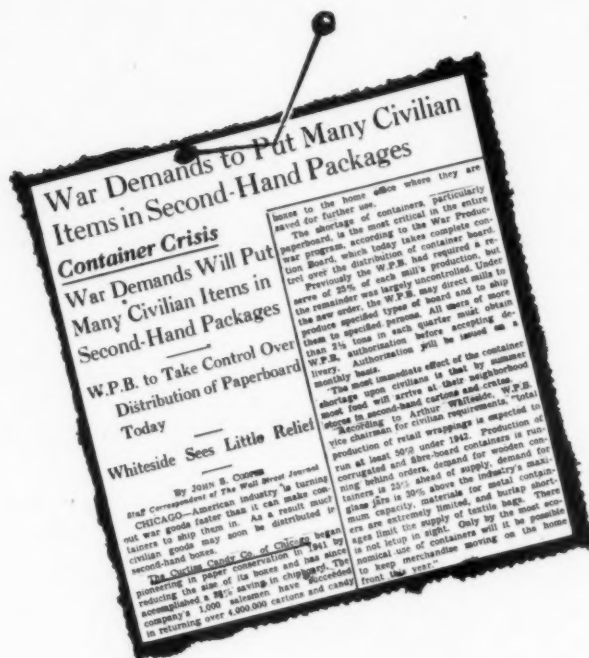 War Demands to Put Many Civilian
Items in Second-Hand Packages
Container Crisis
War Demands Will Put
Many Civilian Items in
Second-Hand Packages
W.P.B. to Take Control Over
Distribution of Paperboard
Today
Whiteside Sees Little Relief
By JOHN S. COOPER
Staff Correspondent of The Wall Street Journal
CHICAGO—American industry is turning
out war goods faster than it can make con-
tainers to ship them in. As a result much
civilian goods may soon be distributed in
second-hand boxes.
The Curtiss Candy Co. of Chicago began
pioneering in paper conservation in 1941 by
reducing the size of its boxes and has since
accomplished a saving in chipboard. The
company's 1,000 salesmen have succeeded
in returning over 4,000,000 cartons and candy
boxes to the home office where they are
saved for further use.
The shortage of containers, particularly
paperboard, is the most critical in the entire
war program, according to the War Produc-
tion Board, which today takes complete con-
trol over the distribution of container board.
Previously the W.P.B. had required a re-
serve of 25% of each mill's production, but
the remainder was largely uncontrolled. Under
the new order, the W.P.B. may direct mills to
produce specified types of board and to ship
them to specified persons. All users of more
than 2½ tons in each quarter must obtain
W.P.B. authorization before accepting de-
livery. Authorization will be issued on a
monthly basis.
"The most immediate effect of the container
shortage upon civilians is that by summer
most food will arrive at their neighborhood
stores in second-hand cartons and crates.
"According to Arthur Whiteside, W.P.B.
vice chairman for civilian requirements, "total
production of retail wrappings is expected to
run at least 50% under 1942. Production of
corrugated and fibre-board containers is run-
ning behind orders, demand for wooden con-
tainers is 25% ahead of supply, demand for
glass jars is 30% above the industry's maxi-
mum capacity, materials for metal contain-
ers are extremely limited, and burlap short-
ages limit the supply of textile bags. There
is not letup in sight. Only by the most eco-
nomical use of containers will it be possible
to keep merchandise moving on the home
front this year."